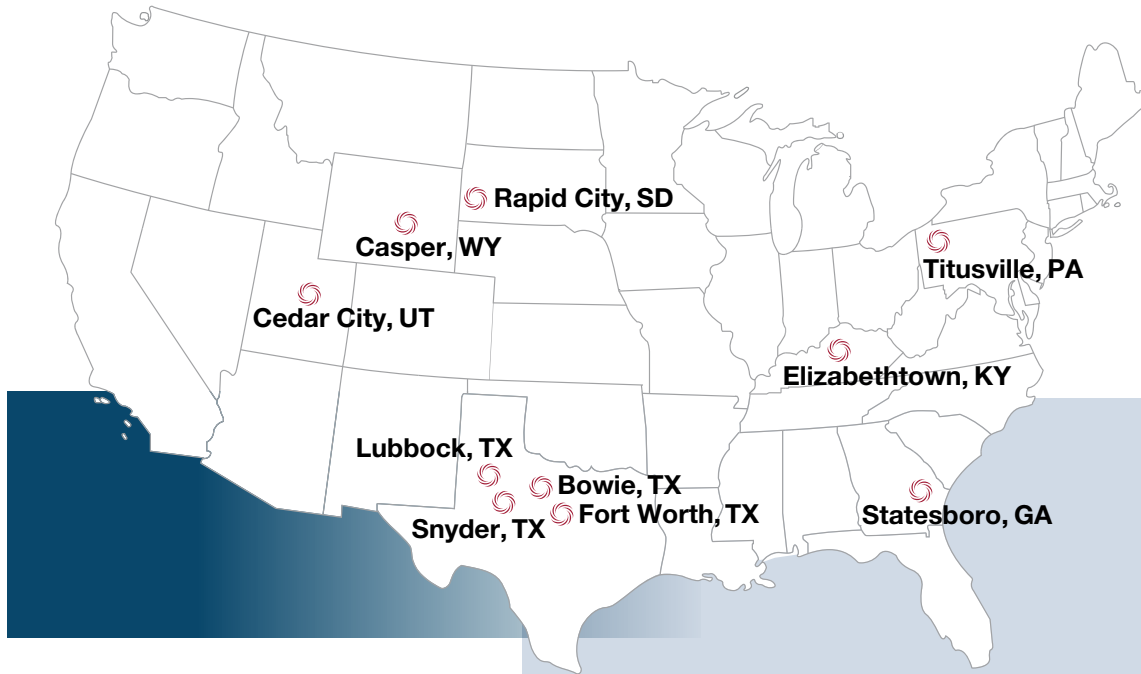 Rapid City, SD
Casper, WY
Titusville, PA
Cedar City, UT
Elizabethtown, KY
Lubbock, TX
Bowie, TX
Fort Worth, TX
Snyder, TX
Statesboro, GA